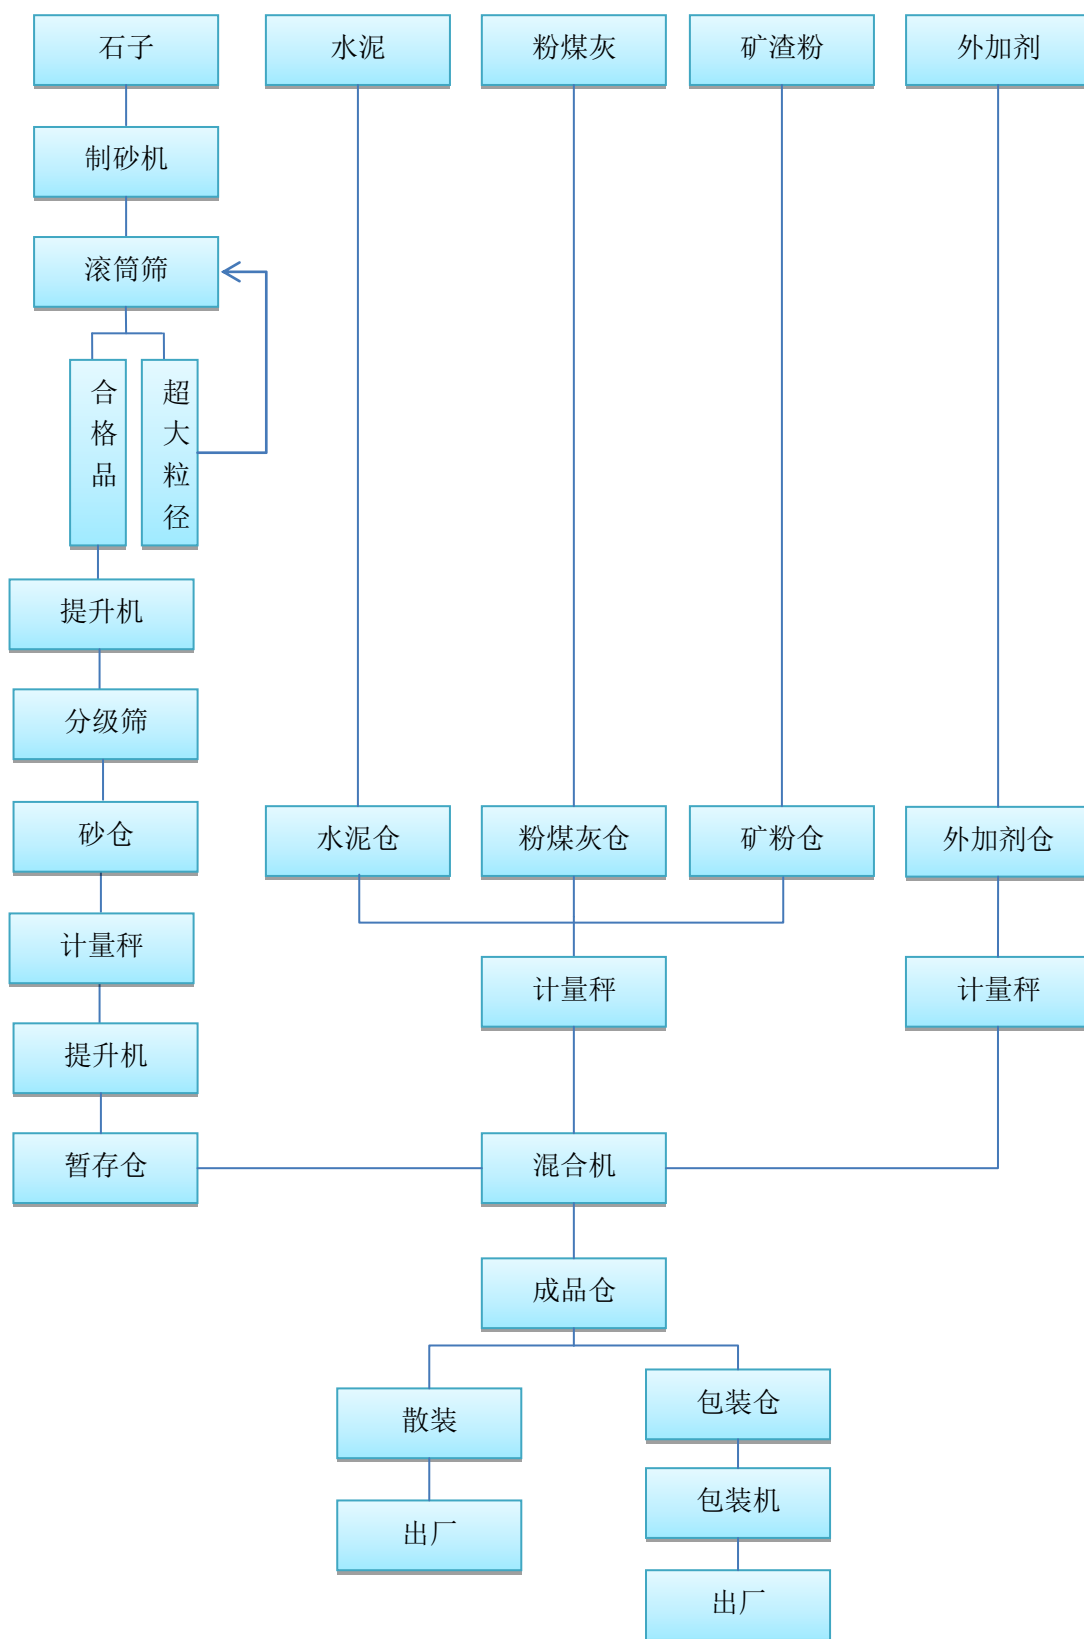 石子
水泥
粉煤灰
矿渣粉
外加剂
制砂机
滚筒筛
合格品
超大粒径
提升机
分级筛
砂仓
水泥仓
粉煤灰仓
矿粉仓
外加剂仓
计量秤
计量秤
计量秤
提升机
暂存仓
混合机
成品仓
散装
包装仓
包装机
出厂
出厂